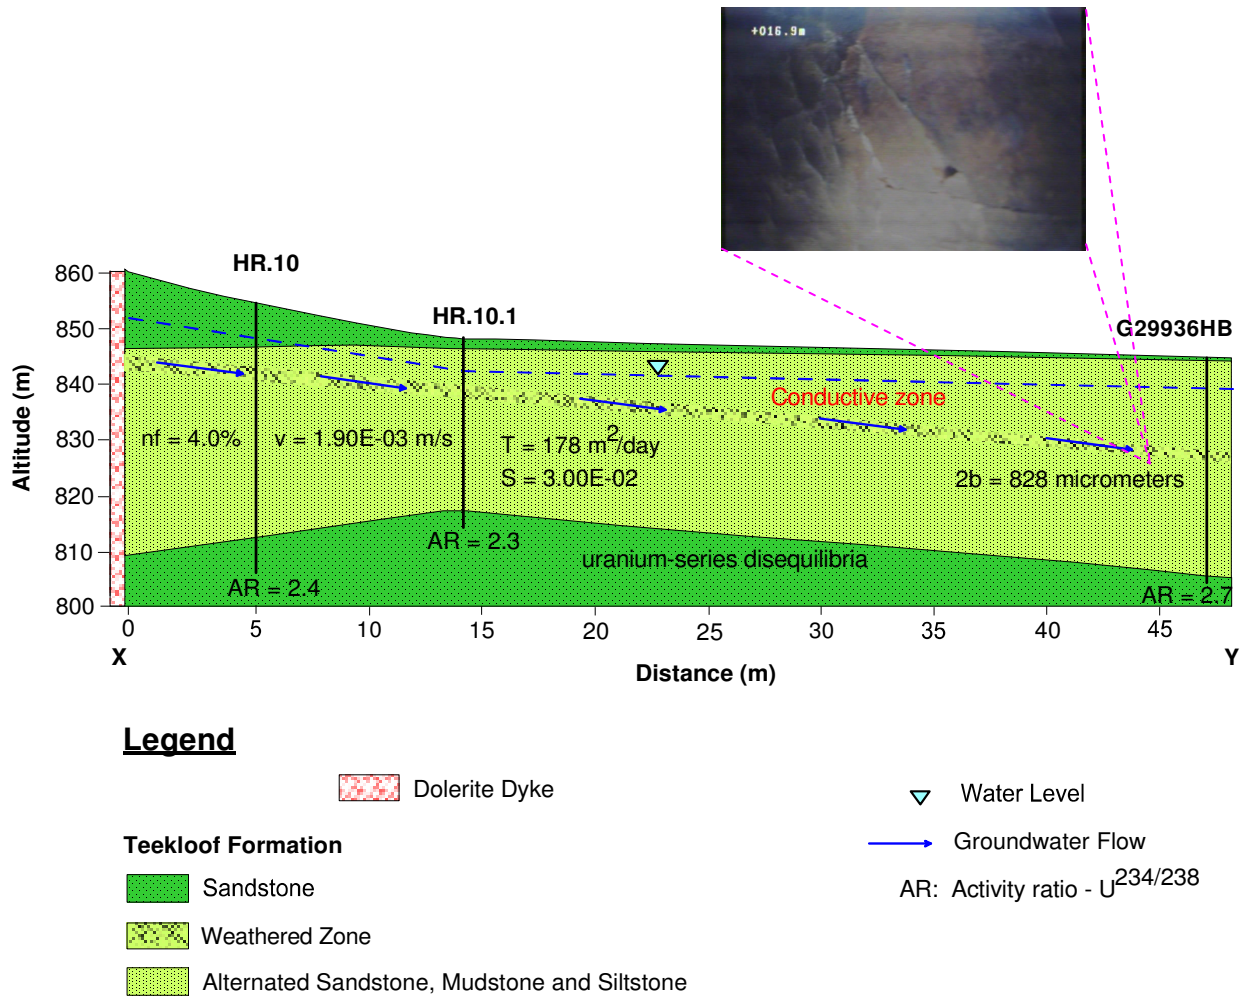 +016.9m
HR.10
HR.10.1
G29936HB
860
850
840
830
820
810
800
Altitude (m)
Conductive zone
nf = 4.0%
v = 1.90E-03 m/s
T = 178 m2/day
S = 3.00E-02
2b = 828 micrometers
AR = 2.3
uranium-series disequilibria
AR = 2.4
AR = 2.7
0 5 10 15 20 25 30 35 40 45
X
Y
Distance (m)
Legend
Dolerite Dyke
Water Level
Teekloof Formation
Groundwater Flow
Sandstone
AR: Activity ratio - U234/238
Weathered Zone
Alternated Sandstone, Mudstone and Siltstone